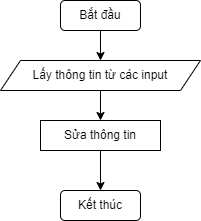 Bắt đầu
Lấy thông tin từ các input
Sửa thông tin
Kết thúc